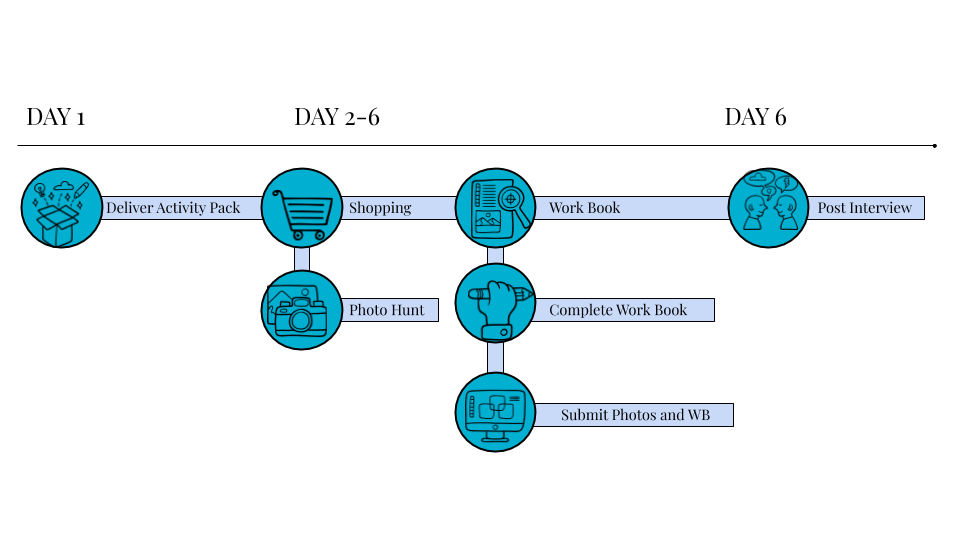 DAY 1
DAY 2-6
DAY 6
Deliver Activity Pack
Shopping
Work Book
Post Interview
Photo Hunt
Complete Work Book
Submit Photos and WB